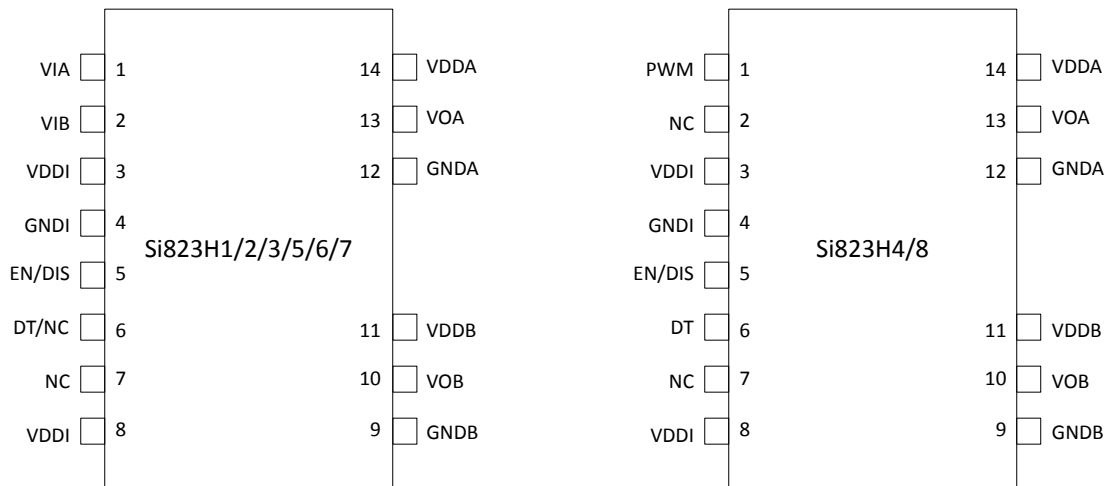 VIA 1 14 VDDA
VIB 2 13 VOA
VDDI 3 12 GNDA
GNDI 4
Si823H1/2/3/5/6/7
EN/DIS 5
DT/NC 6 11 VDDB
NC 7 10 VOB
VDDI 8 9 GNDB
PWM 1 14 VDDA
NC 2 13 VOA
VDDI 3 12 GNDA
GNDI 4
Si823H4/8
EN/DIS 5
DT 6 11 VDDB
NC 7 10 VOB
VDDI 8 9 GNDB